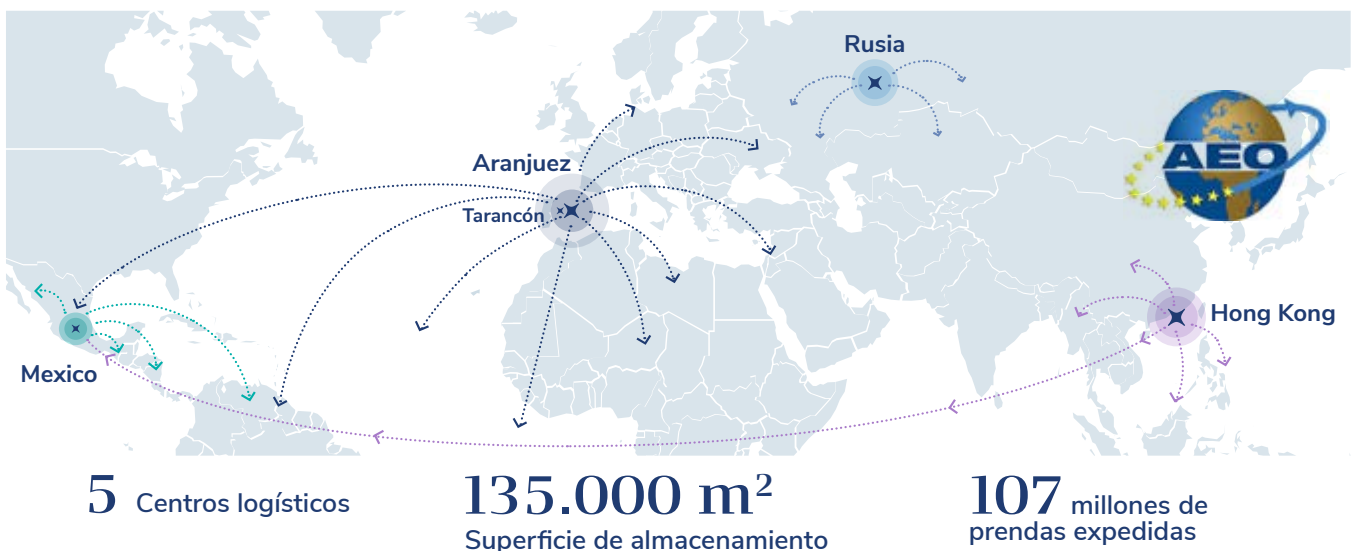 Rusia
AEO
Aranjuez
Tarancón
Hong Kong
Mexico
5 Centros logísticos
135.000 m²
Superficie de almacenamiento
107 millones de
prendas expedidas